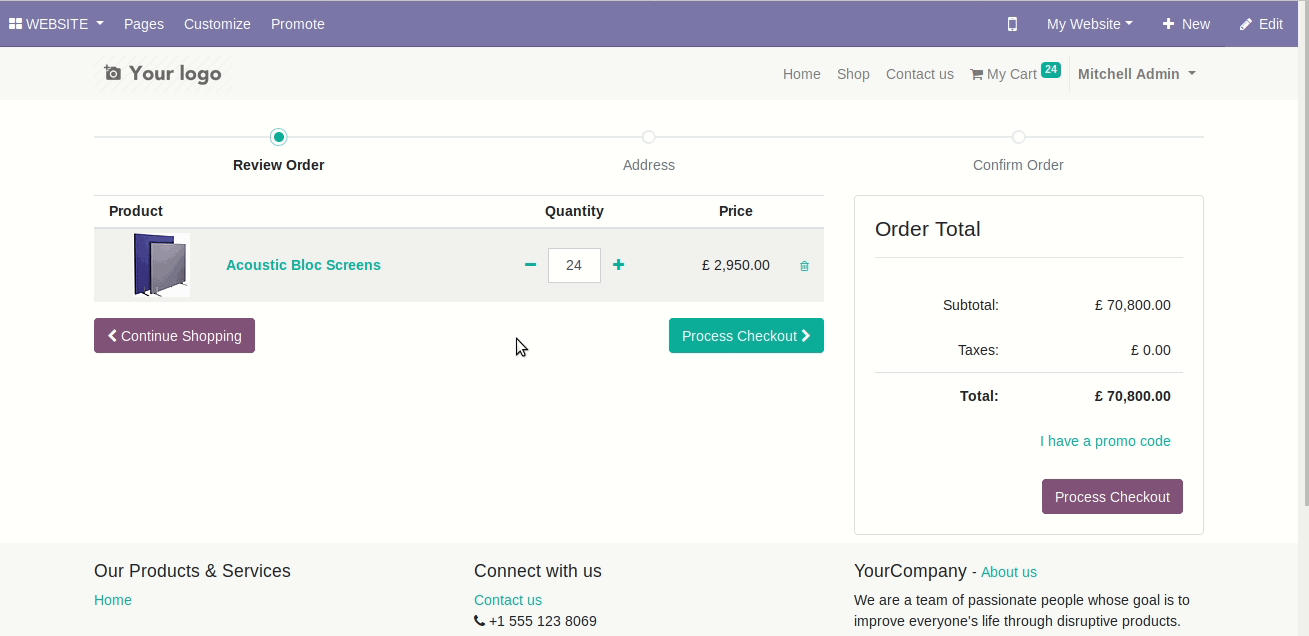 WEBSITE Pages Customize Promote My Website New Edit
Your logo Home Shop Contact us My Cart 24 Mitchell Admin
Review Order Address Confirm Order
Product Quantity Price
Acoustic Bloc Screens 24 £ 2,950.00
Continue Shopping Process Checkout
Order Total
Subtotal: £ 70,800.00
Taxes: £ 0.00
Total: £ 70,800.00
I have a promo code
Process Checkout
Our Products & Services
Home
Connect with us
Contact us
+1 555 123 8069
YourCompany - About us
We are a team of passionate people whose goal is to
improve everyone's life through disruptive products.